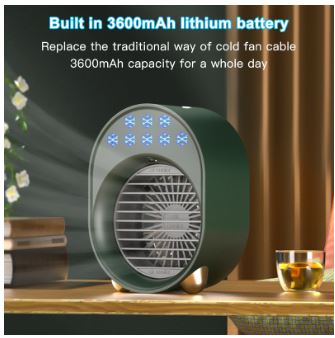 Built in 3600mAh lithium battery
Replace the traditional way of cold fan cable
3600mAh capacity for a whole day